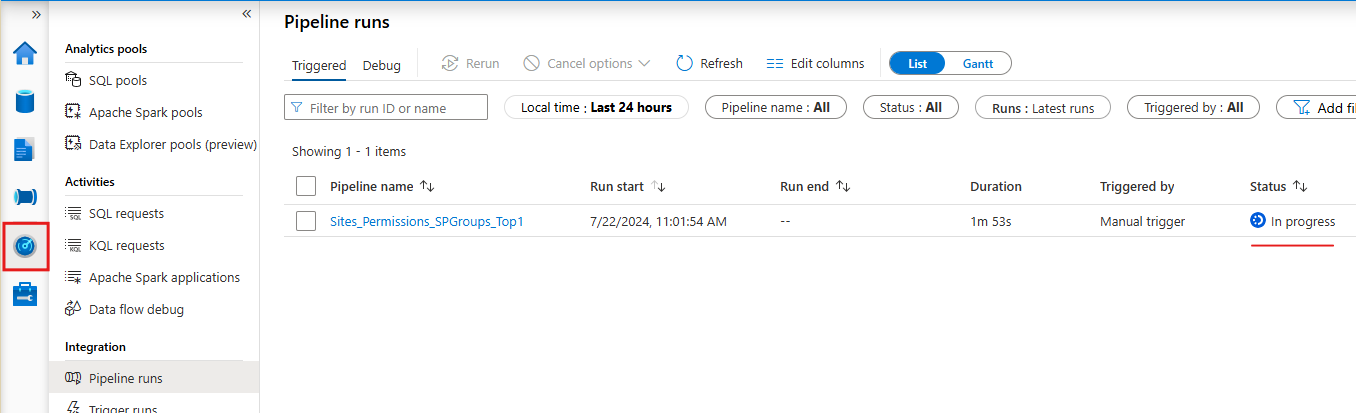 Analytics pools
SQL pools
Apache Spark pools
Data Explorer pools (preview)
Activities
SQL requests
KQL requests
Apache Spark applications
Data flow debug
Integration
Pipeline runs
Trigger runs
Pipeline runs
Triggered Debug Rerun Cancel options Refresh Edit columns List Gantt
Filter by run ID or name Local time : Last 24 hours Pipeline name : All Status : All Runs : Latest runs Triggered by : All Add fil
Showing 1 - 1 items
Pipeline name Run start Run end Duration Triggered by Status
Sites_Permissions_SPGroups_Top1 7/22/2024, 11:01:54 AM -- 1m 53s Manual trigger In progress